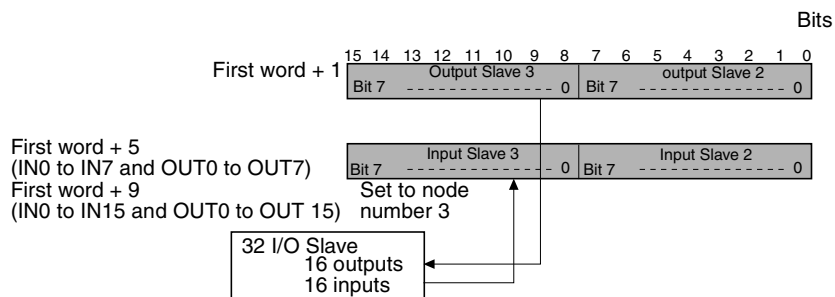 Bits
15 14 13 12 11 10 9 8 7 6 5 4 3 2 1 0
First word + 1
Output Slave 3
output Slave 2
Bit 7 - - - - - - - - - - - - - - 0
Bit 7 - - - - - - - - - - - - - - 0
First word + 5
(IN0 to IN7 and OUT0 to OUT7)
Input Slave 3
Input Slave 2
Bit 7 - - - - - - - - - - - - - - 0
Bit 7 - - - - - - - - - - - - - - 0
First word + 9
(IN0 to IN15 and OUT0 to OUT 15)
Set to node
number 3
32 I/O Slave
16 outputs
16 inputs